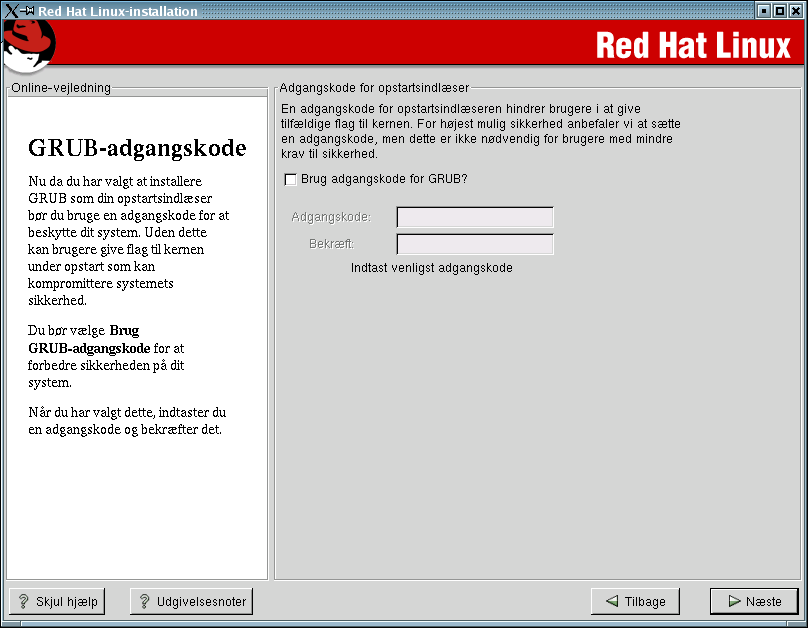 Red Hat Linux-installation
Red Hat Linux
Online-vejledning
GRUB-adgangskode
Nu da du har valgt at installere
GRUB som din opstartsindlæser
bør du bruge en adgangskode for at
beskytte dit system. Uden dette
kan brugere give flag til kernen
under opstart som kan
kompromittere systemets
sikkerhed.
Du bør vælge Brug
GRUB-adgangskode for at
forbedre sikkerheden på dit
system.
Når du har valgt dette, indtaster du
en adgangskode og bekræfter det.
Adgangskode for opstartsindlæser
En adgangskode for opstartsindlæseren hindrer brugere i at give
tilfældige flag til kernen. For højest mulig sikkerhed anbefaler vi at sætte
en adgangskode, men dette er ikke nødvendig for brugere med mindre
krav til sikkerhed.
Brug adgangskode for GRUB?
Adgangskode:
Bekræft:
Indtast venligst adgangskode
Skjul hjælp
Udgivelsesnoter
Tilbage
Næste